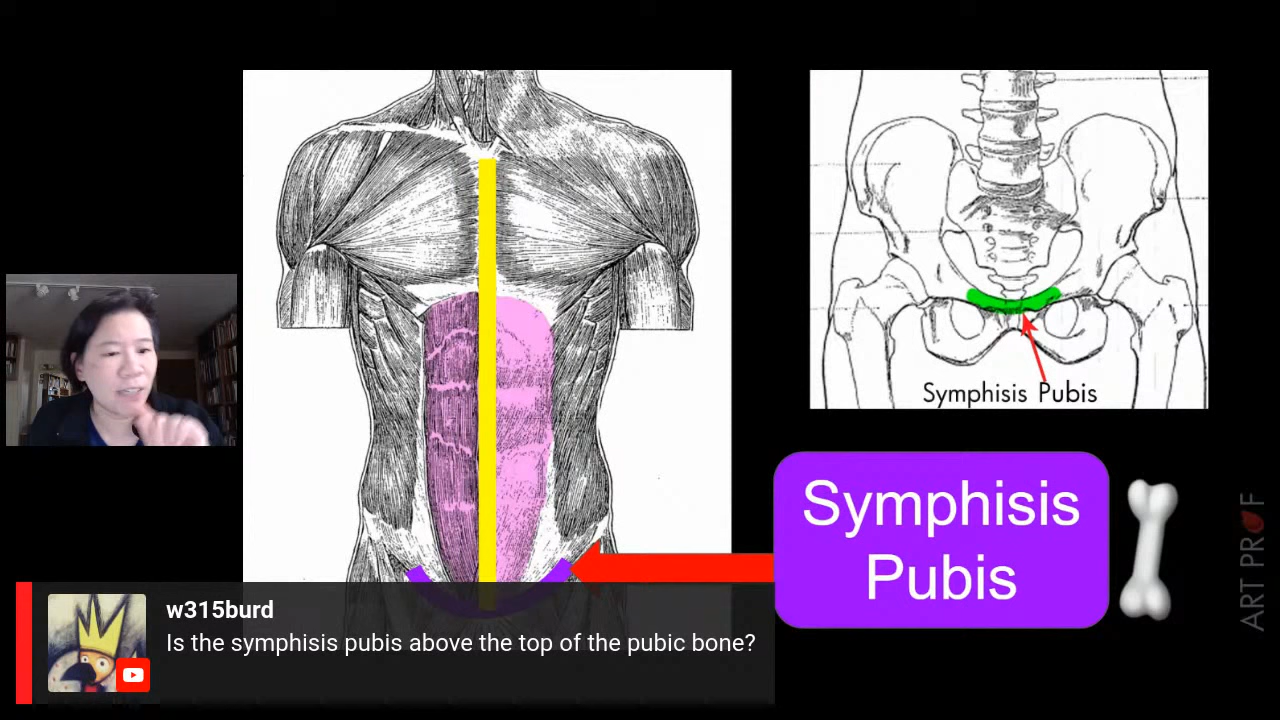 Symphisis Pubis
Symphisis
Pubis
w315burd
Is the symphisis pubis above the top of the pubic bone?
ART PROF